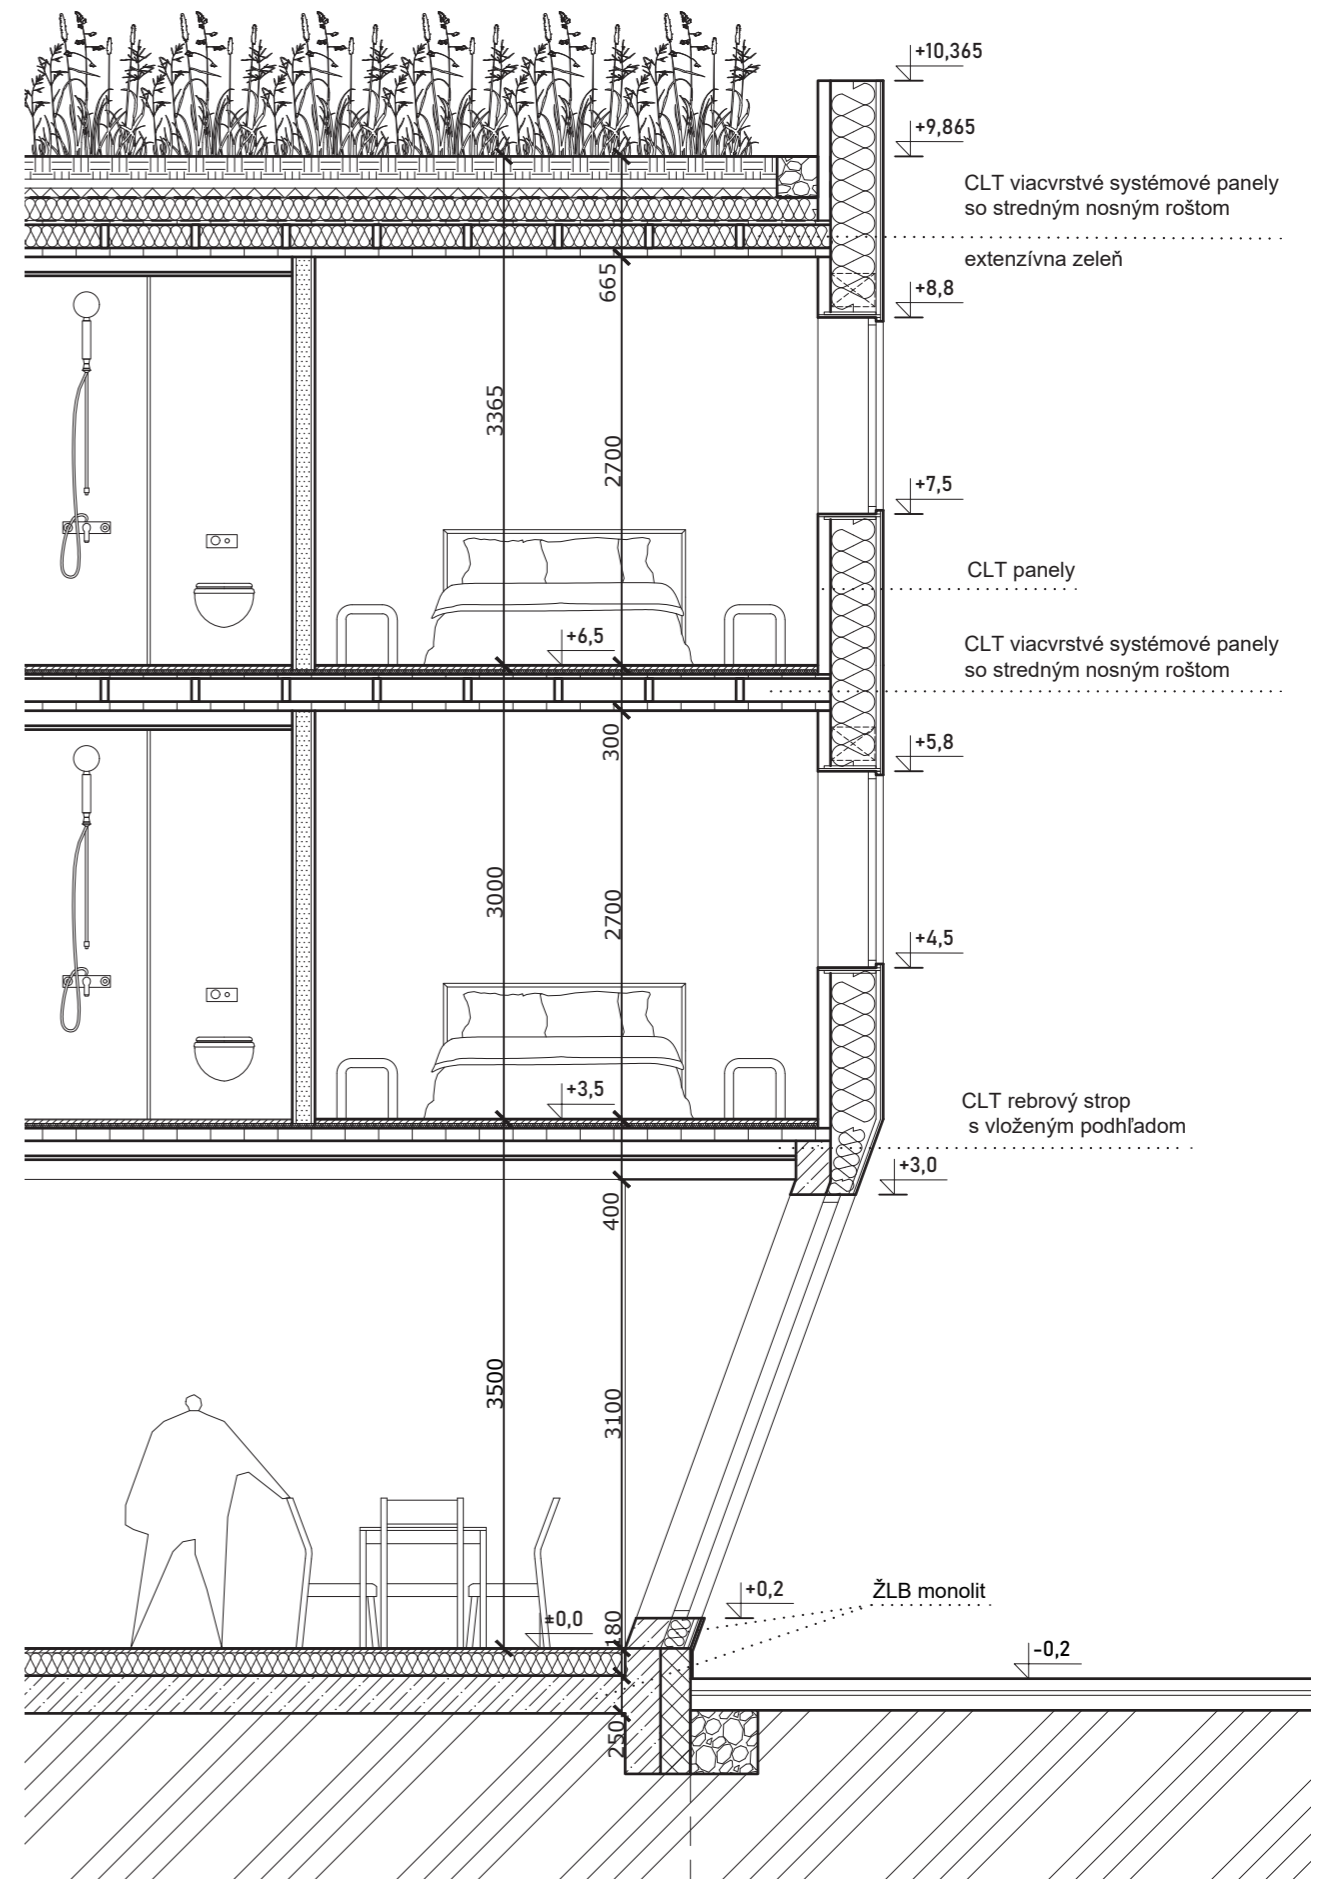 +10,365
+9,865
CLT viacvrstvé systémové panely
so stredným nosným roštom
extenzívna zeleň
665
+8,8
3365
2700
+7,5
CLT panely
+6,5
CLT viacvrstvé systémové panely
so stredným nosným roštom
300
+5,8
3000
2700
+4,5
+3,5
CLT rebrový strop
s vloženým podhľadom
+3,0
400
3500
3100
+0,2
ŽLB monolit
±0,0
180
-0,2
250